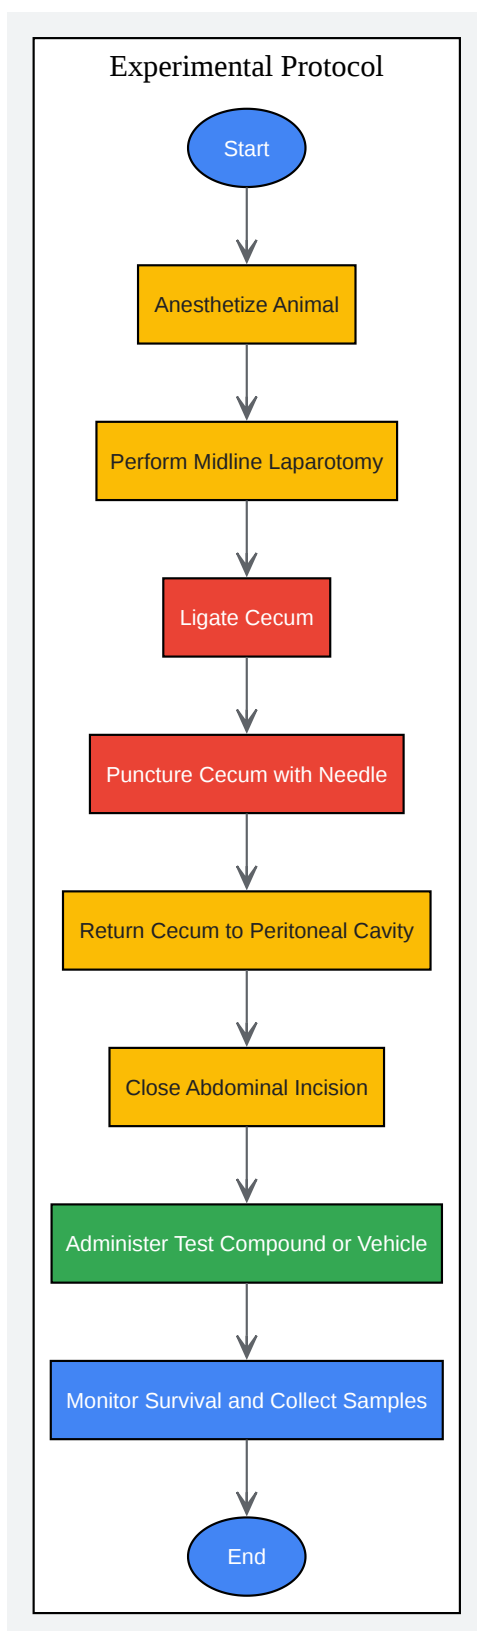 Experimental Protocol
Start
Anesthetize Animal
Perform Midline Laparotomy
Ligate Cecum
Puncture Cecum with Needle
Return Cecum to Peritoneal Cavity
Close Abdominal Incision
Administer Test Compound or Vehicle
Monitor Survival and Collect Samples
End